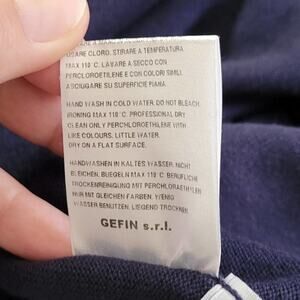 USARE CLORO. STIRARE A TEMPERATURA
MAX 110°C. LAVARE A SECCO CON
PERCLOROETILENE E CON COLORI SIMILI.
ASCIUGARE SU SUPERFICIE PIANA.
HAND WASH IN COLD WATER DO NOT BLEACH.
IRONING MAX 110°C. PROFESSIONAL DRY
CLEAN ONLY PERCHLOROETHYLENE WITH
LIKE COLOURS. LITTLE WATER.
DRY ON A FLAT SURFACE.
HANDWASHEN IN KALTES WASSER. NICHT
BLEICHEN. BUEGELN MAX 110°C. BERUFLICHE
TROCKENREINIGUNG MIT PERCHLORAETHYLEN
NUR MIT GLEICHEN FARBEN. Y/ENIG
WASSER BENUTZEN. LIEGEND TROCKNEN.
GEFIN s.r.l.